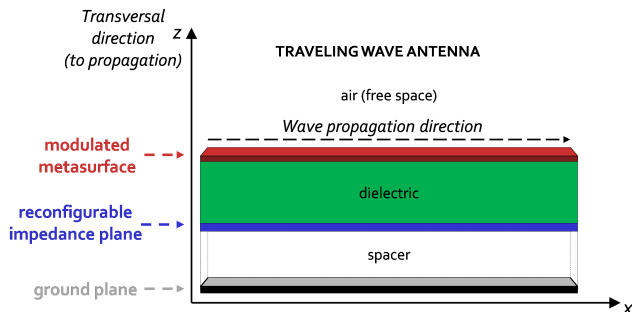 Transversal
direction
(to propagation)
z
TRAVELING WAVE ANTENNA
air (free space)
Wave propagation direction
modulated
metasurface
dielectric
reconfigurable
impedance plane
spacer
ground plane
x